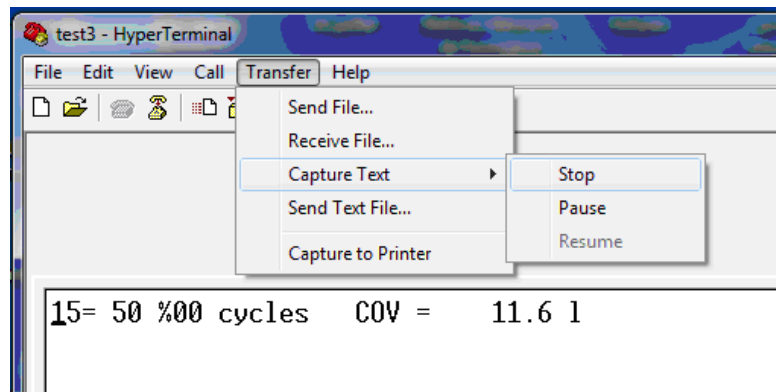 test3 - HyperTerminal
File Edit View Call Transfer Help
Send File...
Receive File...
Capture Text
Stop
Send Text File...
Pause
Resume
Capture to Printer
15= 50 %00 cycles COV = 11.6 l